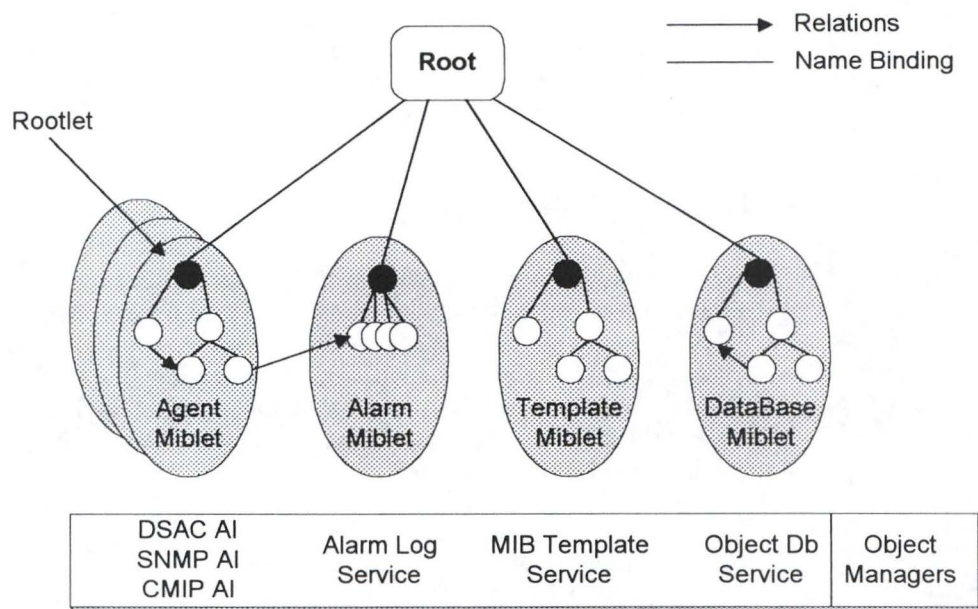 Relations
Name Binding
Root
Rootlet
Agent
Miblet
Alarm
Miblet
Template
Miblet
DataBase
Miblet
DSAC AI
SNMP AI
CMIP AI
Alarm Log
Service
MIB Template
Service
Object Db
Service
Object
Managers